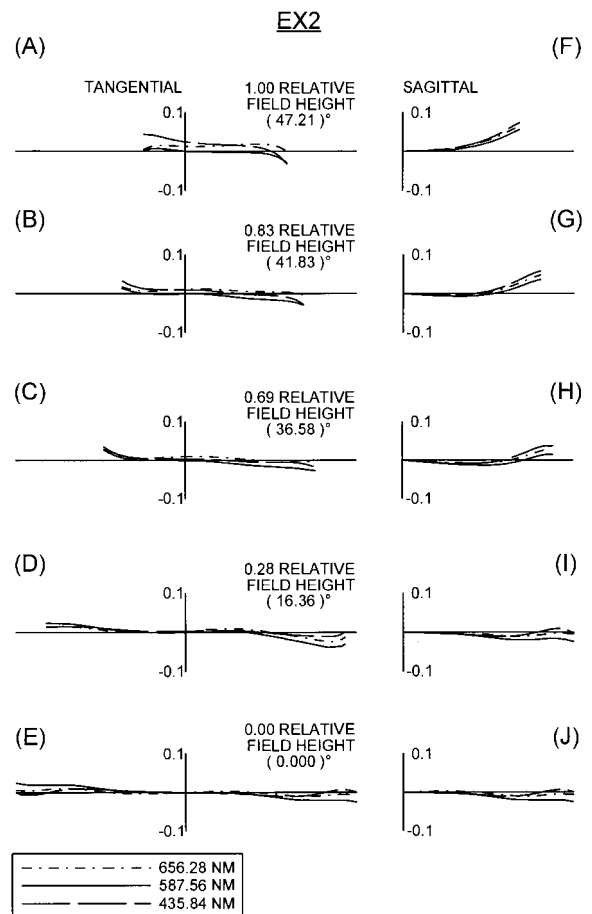 EX2
(A)
(F)
TANGENTIAL
1.00 RELATIVE
FIELD HEIGHT
( 47.21 )°
SAGITTAL
0.1
-0.1
0.1
-0.1
(B)
(G)
0.83 RELATIVE
FIELD HEIGHT
( 41.83 )°
0.1
-0.1
0.1
-0.1
(C)
(H)
0.69 RELATIVE
FIELD HEIGHT
( 36.58 )°
0.1
-0.1
0.1
-0.1
(D)
(I)
0.28 RELATIVE
FIELD HEIGHT
( 16.36 )°
0.1
-0.1
0.1
-0.1
(E)
(J)
0.00 RELATIVE
FIELD HEIGHT
( 0.000 )°
0.1
-0.1
0.1
-0.1
656.28 NM
587.56 NM
435.84 NM